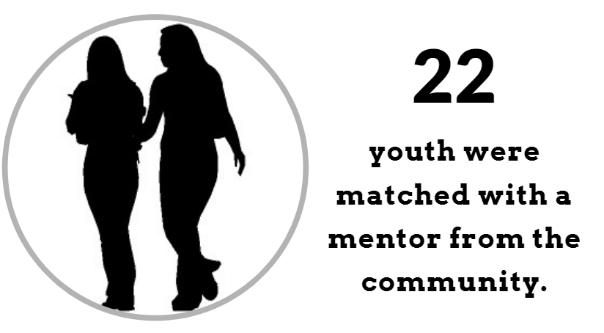 22
youth were
matched with a
mentor from the
community.